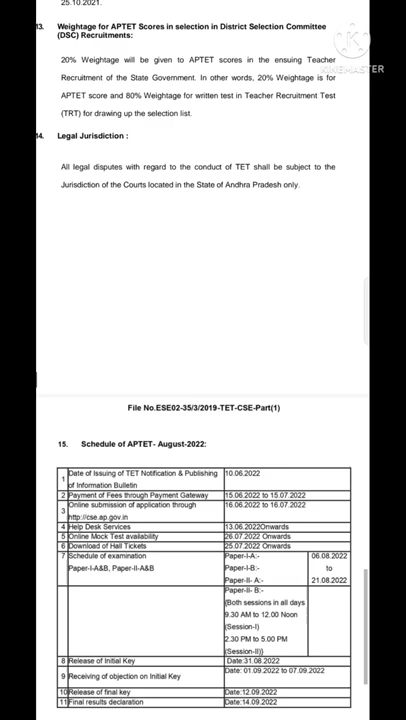 25.10.2021.
13. Weightage for APTET Scores in selection in District Selection Committee
(DSC) Recruitments:
KINEMASTER
20% Weightage will be given to APTET scores in the ensuing Teacher
Recruitment of the State Government. In other words, 20% Weightage is for
APTET score and 80% Weightage for written test in Teacher Recruitment Test
(TRT) for drawing up the selection list.
14. Legal Jurisdiction :
All legal disputes with regard to the conduct of TET shall be subject to the
Jurisdiction of the Courts located in the State of Andhra Pradesh only.
File No.ESE02-35/3/2019-TET-CSE-Part(1)
15. Schedule of APTET- August-2022:
1 Date of Issuing of TET Notification & Publishing of Information Bulletin 10.06.2022
2 Payment of Fees through Payment Gateway 15.06.2022 to 15.07.2022
3 Online submission of application through http://cse.ap.gov.in 16.06.2022 to 16.07.2022
4 Help Desk Services 13.06.2022Onwards
5 Online Mock Test availability 26.07.2022 Onwards
6 Download of Hall Tickets 25.07.2022 Onwards
7 Schedule of examination Paper-I-A:- 06.08.2022
Paper-I-A&B, Paper-II-A&B Paper-I-B:- to
Paper-II- A:- 21.08.2022
Paper-II- B:-
(Both sessions in all days
9.30 AM to 12.00 Noon
(Session-I)
2.30 PM to 5.00 PM
(Session-II)}
8 Release of Initial Key Date:31.08.2022
9 Receiving of objection on Initial Key Date: 01.09.2022 to 07.09.2022
10 Release of final key Date:12.09.2022
11 Final results declaration Date:14.09.2022